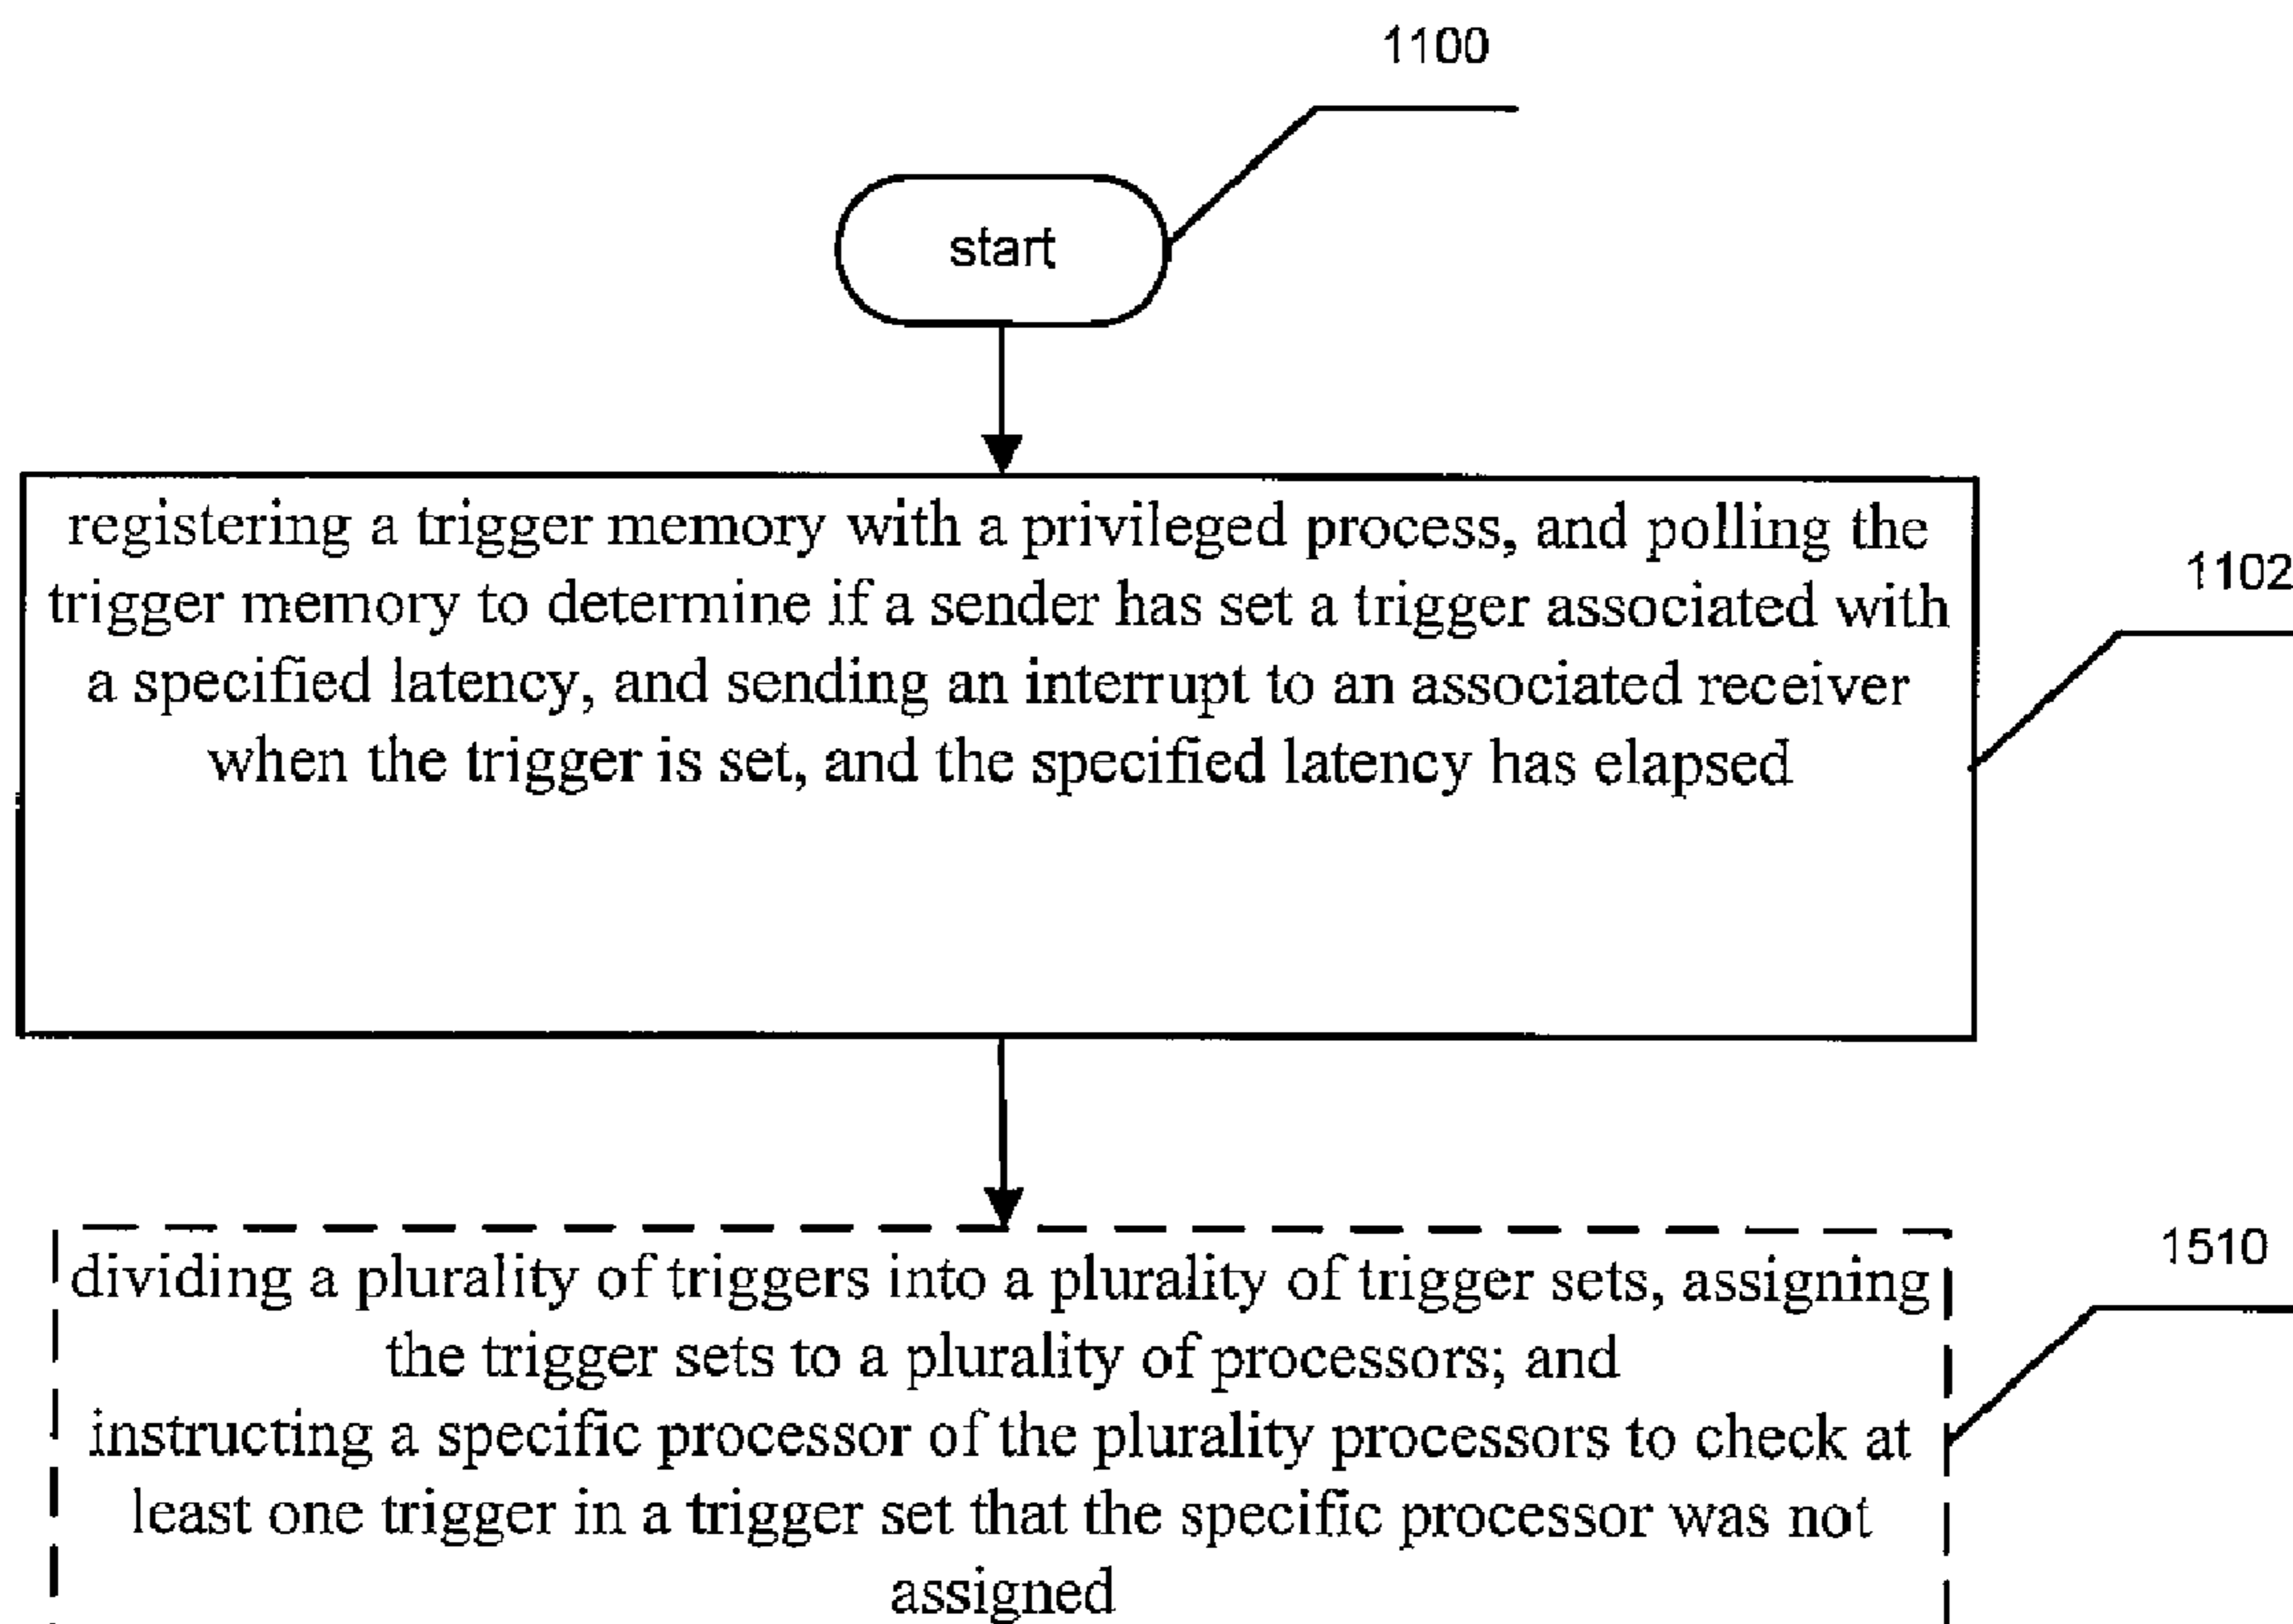 1100
start
registering a trigger memory with a privileged process, and polling the
trigger memory to determine if a sender has set a trigger associated with
a specified latency, and sending an interrupt to an associated receiver
when the trigger is set, and the specified latency has elapsed
1102
dividing a plurality of triggers into a plurality of trigger sets, assigning
the trigger sets to a plurality of processors; and
instructing a specific processor of the plurality processors to check at
least one trigger in a trigger set that the specific processor was not
assigned
1510